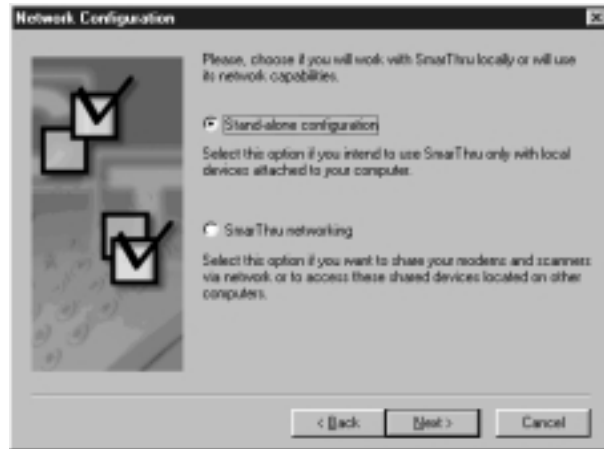 Network Configuration
Please, choose if you will work with SmarThru locally or will use
its network capabilities.
Stand-alone configuration
Select this option if you intend to use SmarThru only with local
devices attached to your computer.
SmarThru networking
Select this option if you want to share your modems and scanners
via network or to access these shared devices located on other
computers.
< Back
Next >
Cancel